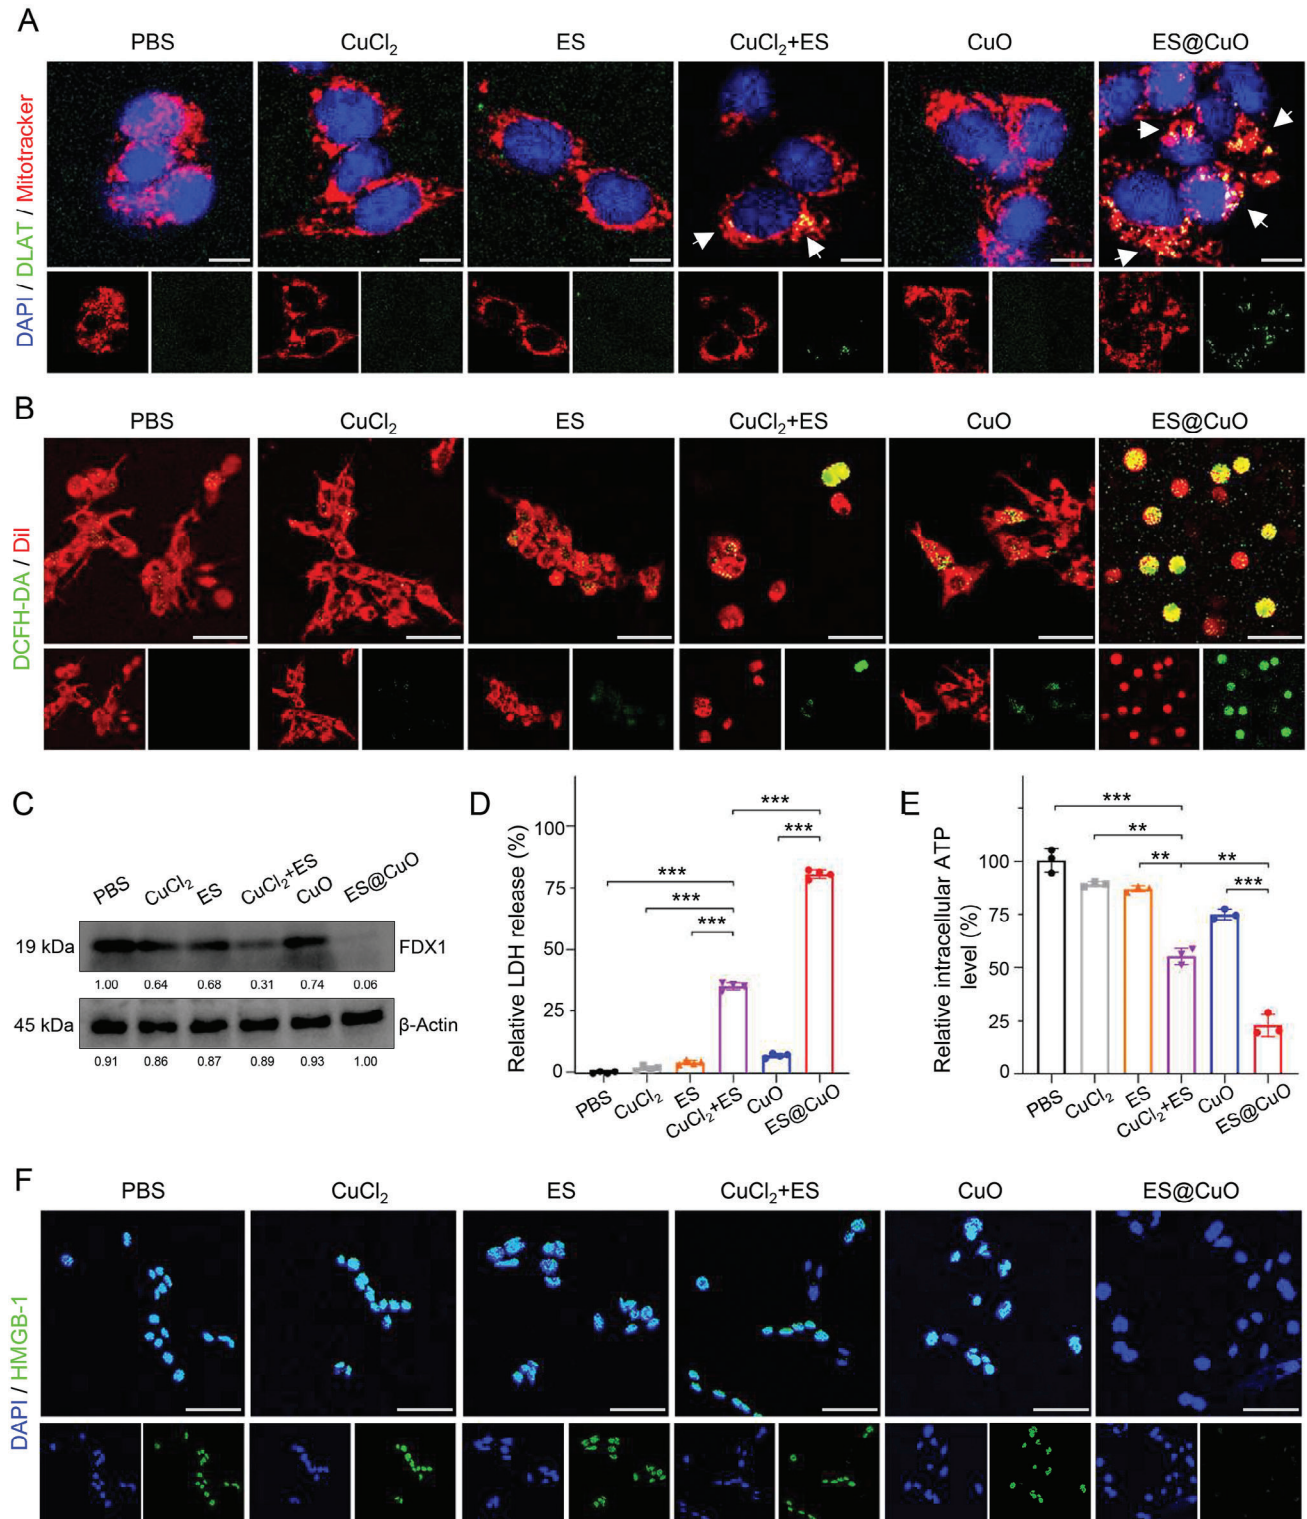 A
PBS CuCl₂ ES CuCl₂+ES CuO ES@CuO
DAPI / DLAT / Mitotracker
B
PBS CuCl₂ ES CuCl₂+ES CuO ES@CuO
DCFH-DA / Dil
C
PBS CuCl₂ ES CuCl₂+ES CuO ES@CuO
19 kDa FDX1
1.00 0.64 0.68 0.31 0.74 0.06
45 kDa β-Actin
0.91 0.86 0.87 0.89 0.93 1.00
D
Relative LDH release (%)
100
75
50
25
0
***
***
***
***
***
PBS CuCl₂ ES CuCl₂+ES CuO ES@CuO
E
Relative intracellular ATP
level (%)
100
75
50
25
0
***
**
** **
***
PBS CuCl₂ ES CuCl₂+ES CuO ES@CuO
F
PBS CuCl₂ ES CuCl₂+ES CuO ES@CuO
DAPI / HMGB-1